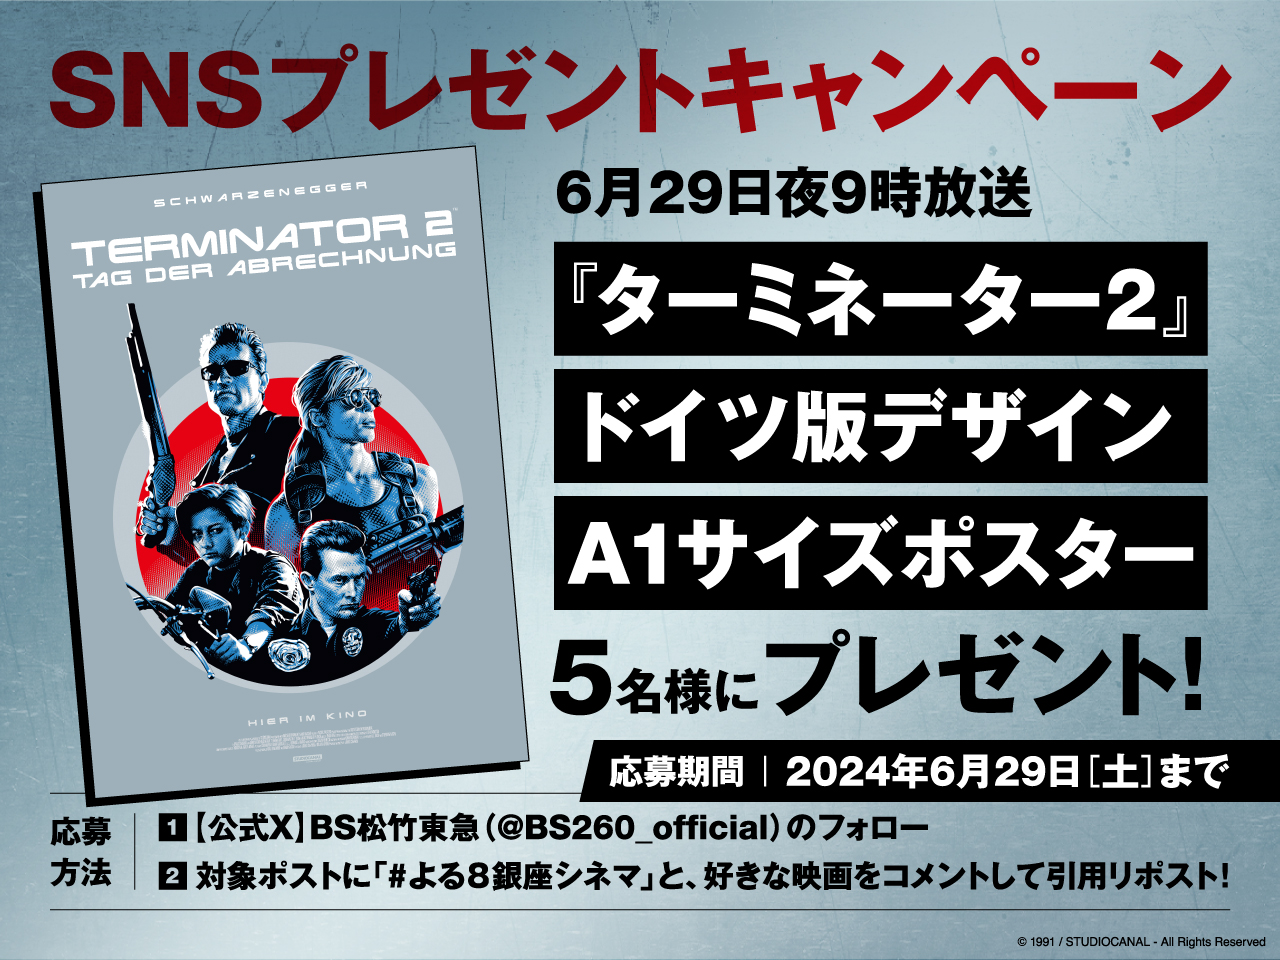 SNSプレゼントキャンペーン
SCHWARZENEGGER
TERMINATOR 2™
TAG DER ABRECHNUNG
HIER IM KINO
STUDIOCANAL
6月29日夜9時放送
『ターミネーター2』
ドイツ版デザイン
A1サイズポスター
5名様にプレゼント!
応募期間 | 2024年6月29日[土]まで
応募
方法
1 【公式X】BS松竹東急(@BS260_official)のフォロー
2 対象ポストに「#よる8銀座シネマ」と、好きな映画をコメントして引用リポスト!
© 1991 / STUDIOCANAL - All Rights Reserved